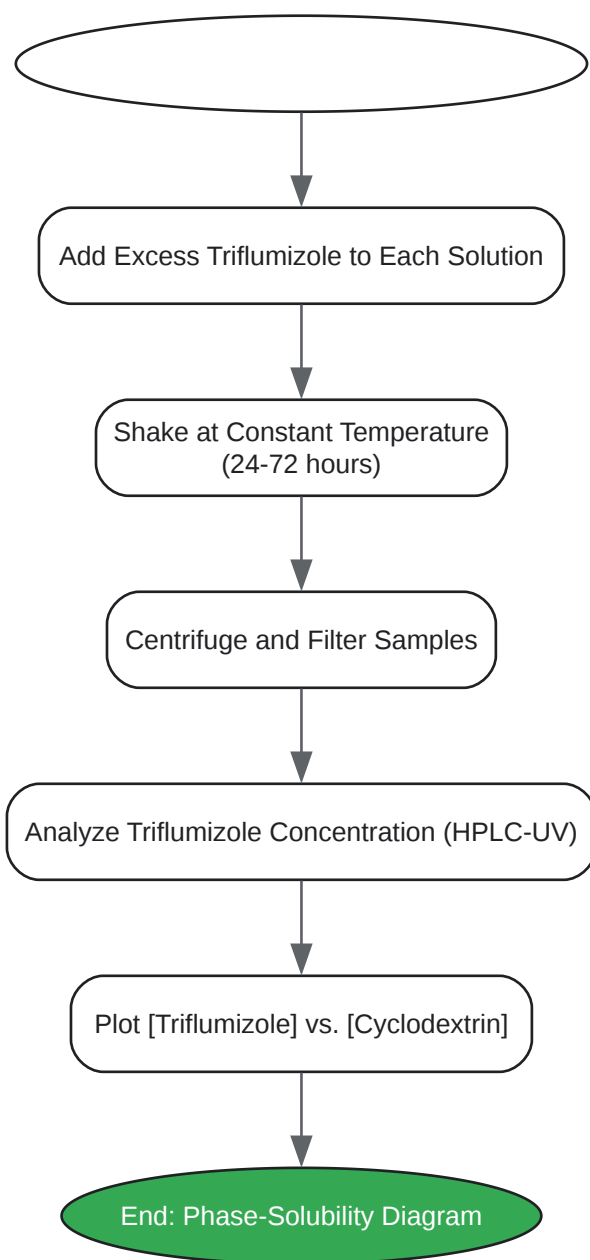 Add Excess Triflumizole to Each Solution
Shake at Constant Temperature
(24-72 hours)
Centrifuge and Filter Samples
Analyze Triflumizole Concentration (HPLC-UV)
Plot [Triflumizole] vs. [Cyclodextrin]
End: Phase-Solubility Diagram